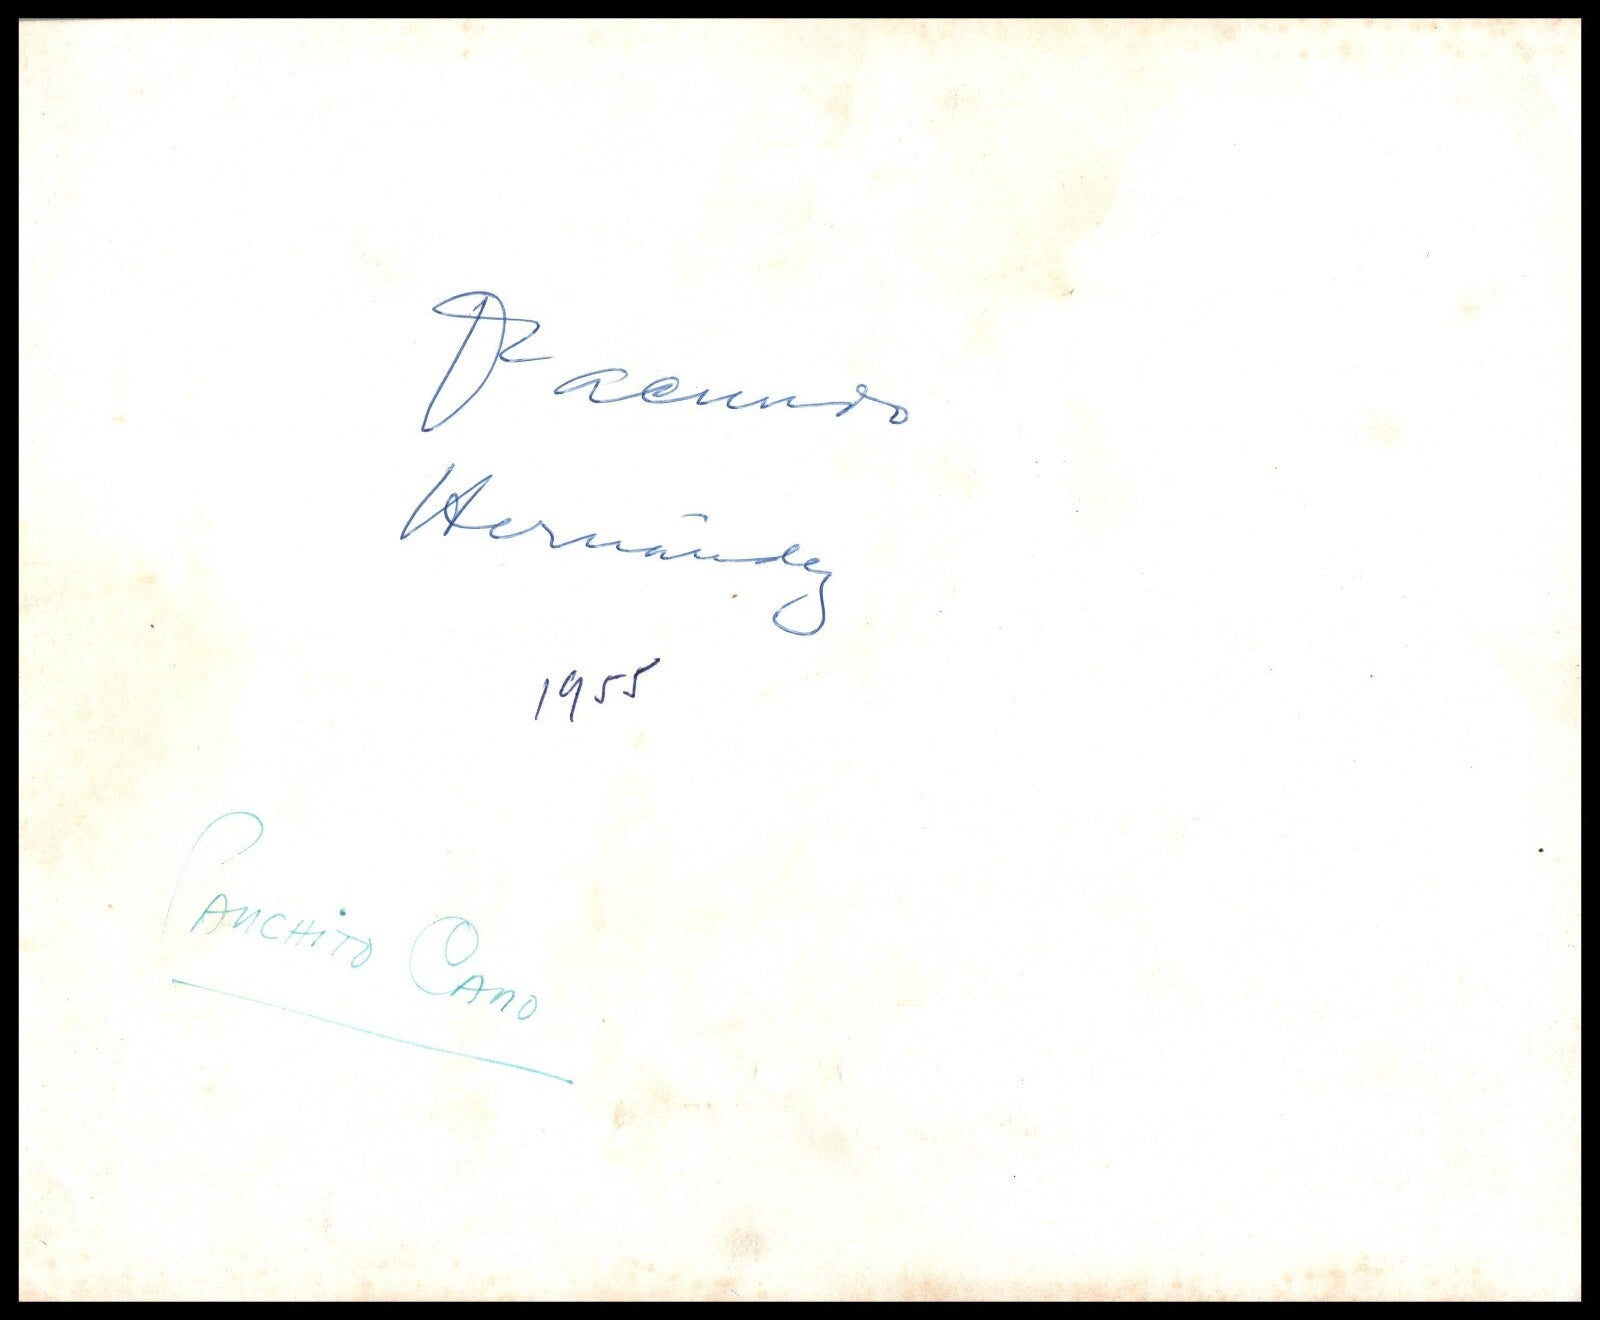 Facundo
Hernández
1955
Panchito Cano